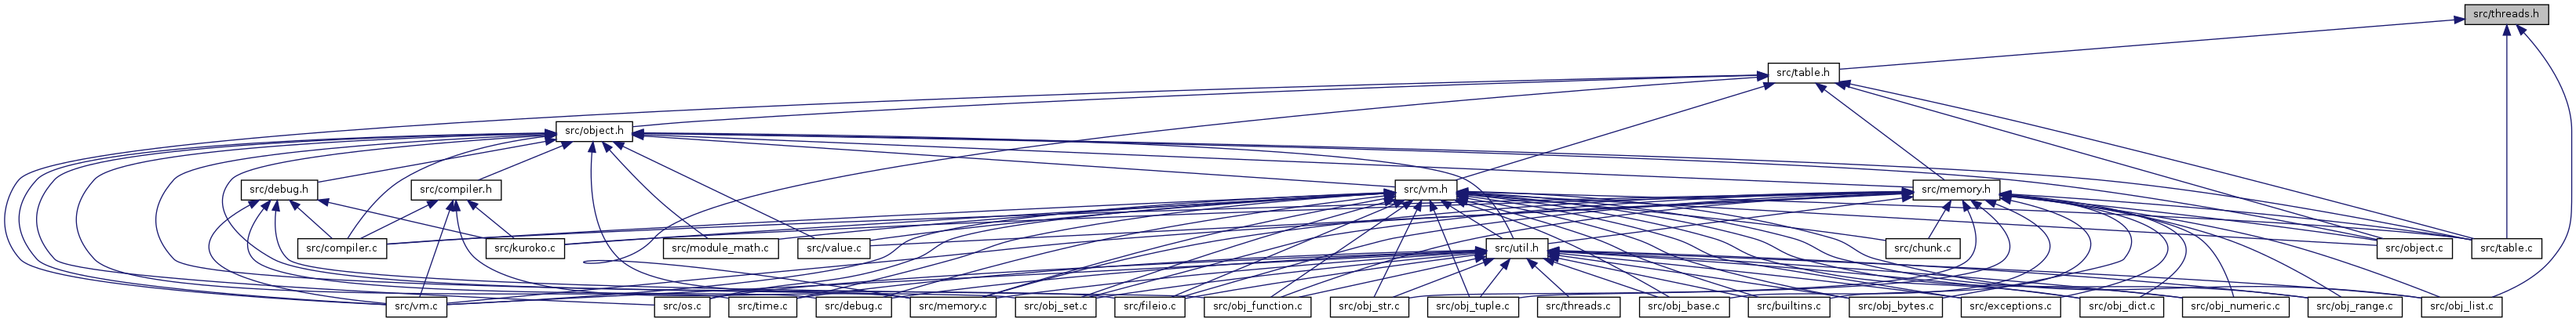 src/threads.h
src/table.h
src/object.h
src/debug.h
src/compiler.h
src/vm.h
src/memory.h
src/compiler.c
src/kuroko.c
src/module_math.c
src/value.c
src/util.h
src/chunk.c
src/object.c
src/table.c
src/vm.c
src/os.c
src/time.c
src/debug.c
src/memory.c
src/obj_set.c
src/fileio.c
src/obj_function.c
src/obj_str.c
src/obj_tuple.c
src/threads.c
src/obj_base.c
src/builtins.c
src/obj_bytes.c
src/exceptions.c
src/obj_dict.c
src/obj_numeric.c
src/obj_range.c
src/obj_list.c